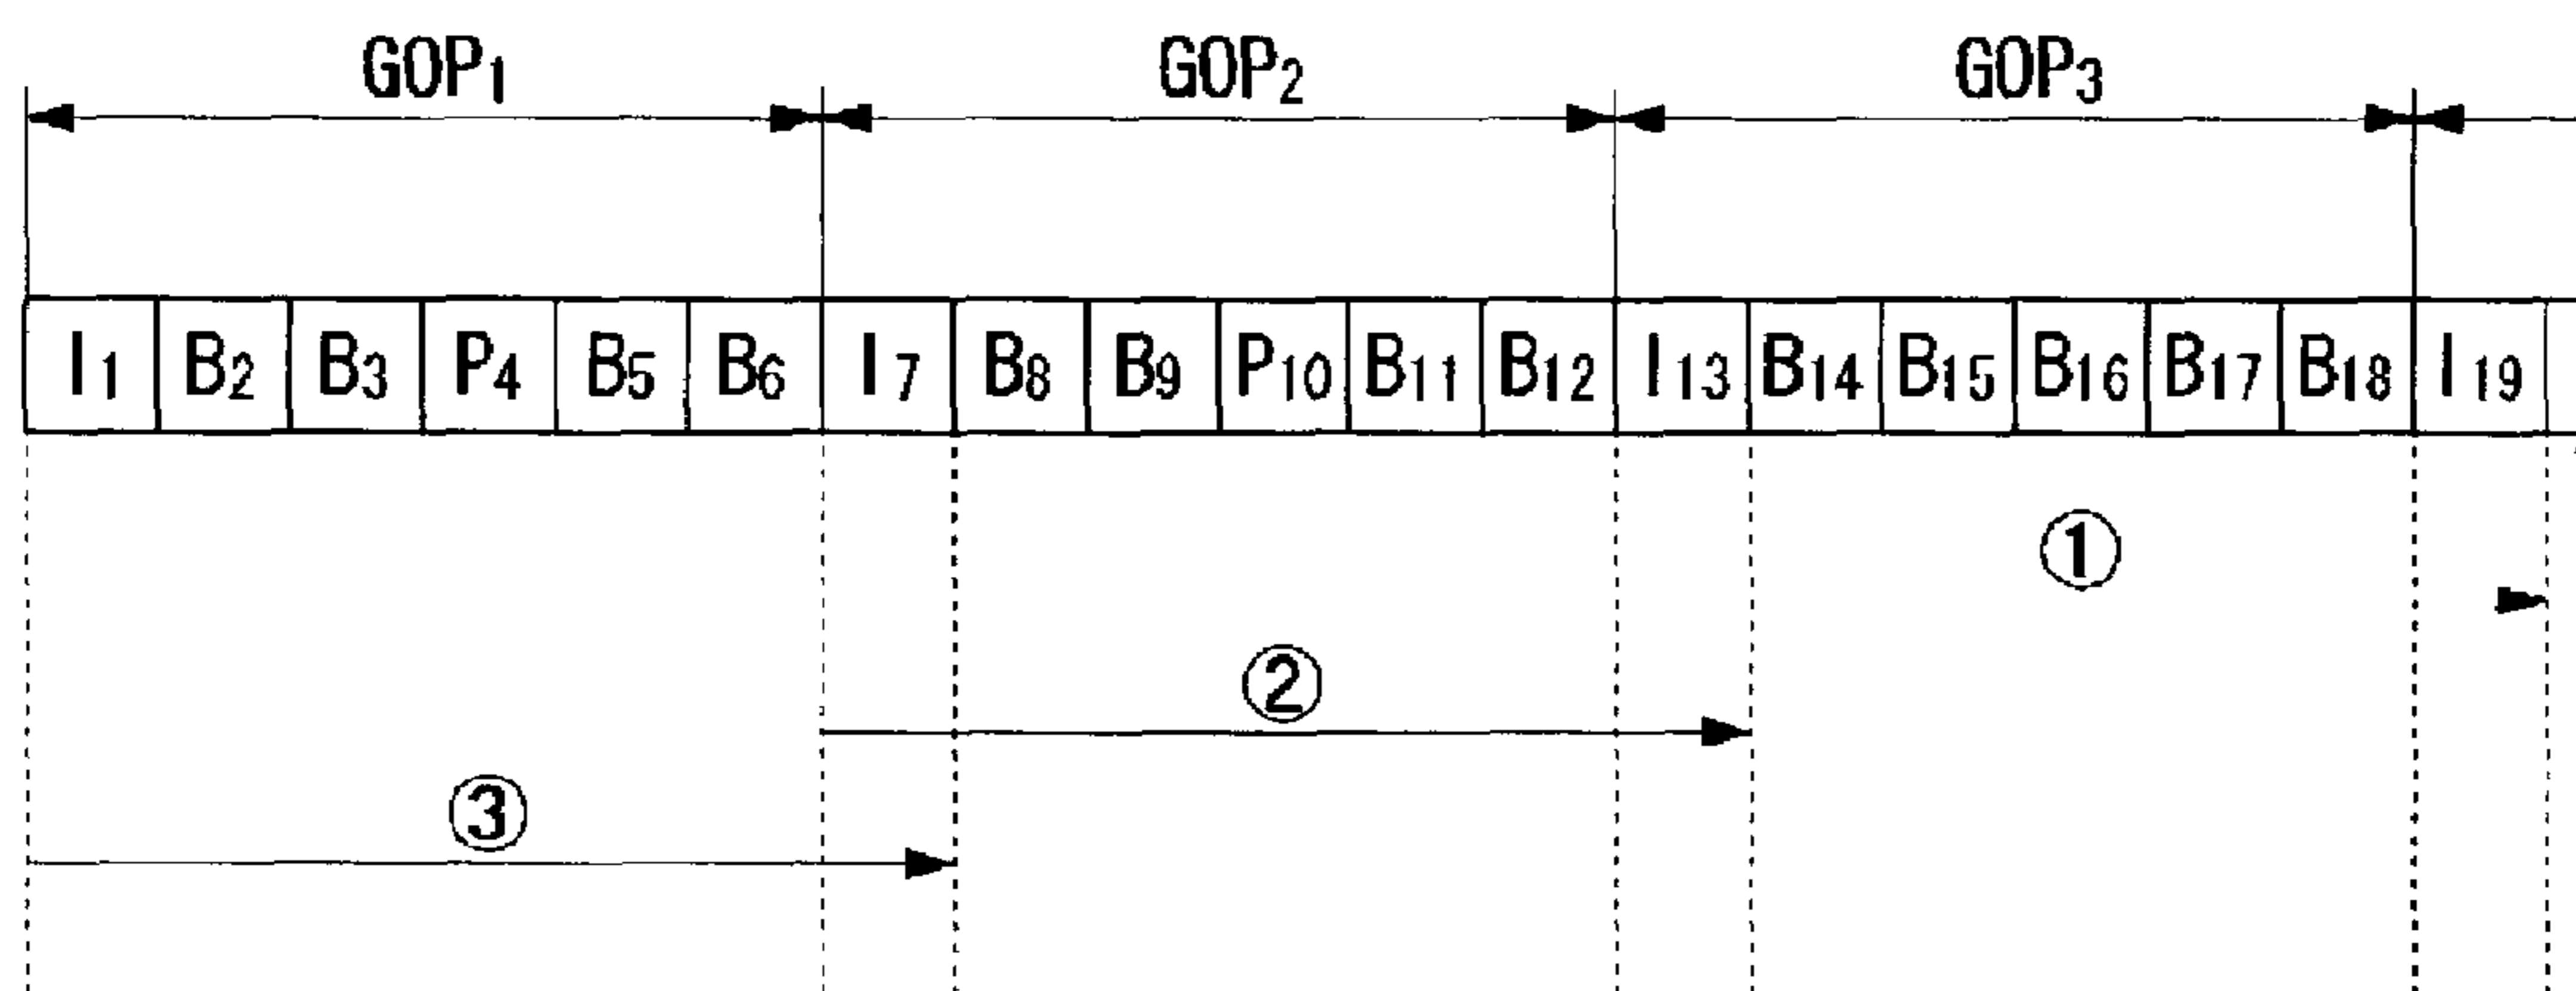 GOP₁ GOP₂ GOP₃
I₁ B₂ B₃ P₄ B₅ B₆ I₇ B₈ B₉ P₁₀ B₁₁ B₁₂ I₁₃ B₁₄ B₁₅ B₁₆ B₁₇ B₁₈ I₁₉
①
②
③